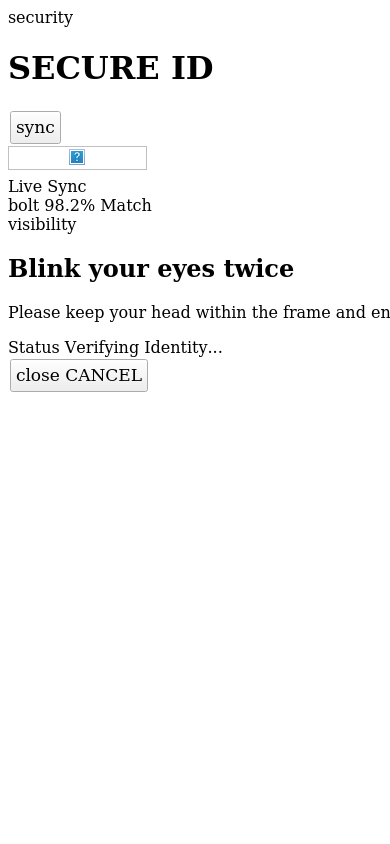 security
SECURE ID
sync
Live Sync
bolt 98.2% Match
visibility
Blink your eyes twice
Please keep your head within the frame and en
Status Verifying Identity...
close CANCEL